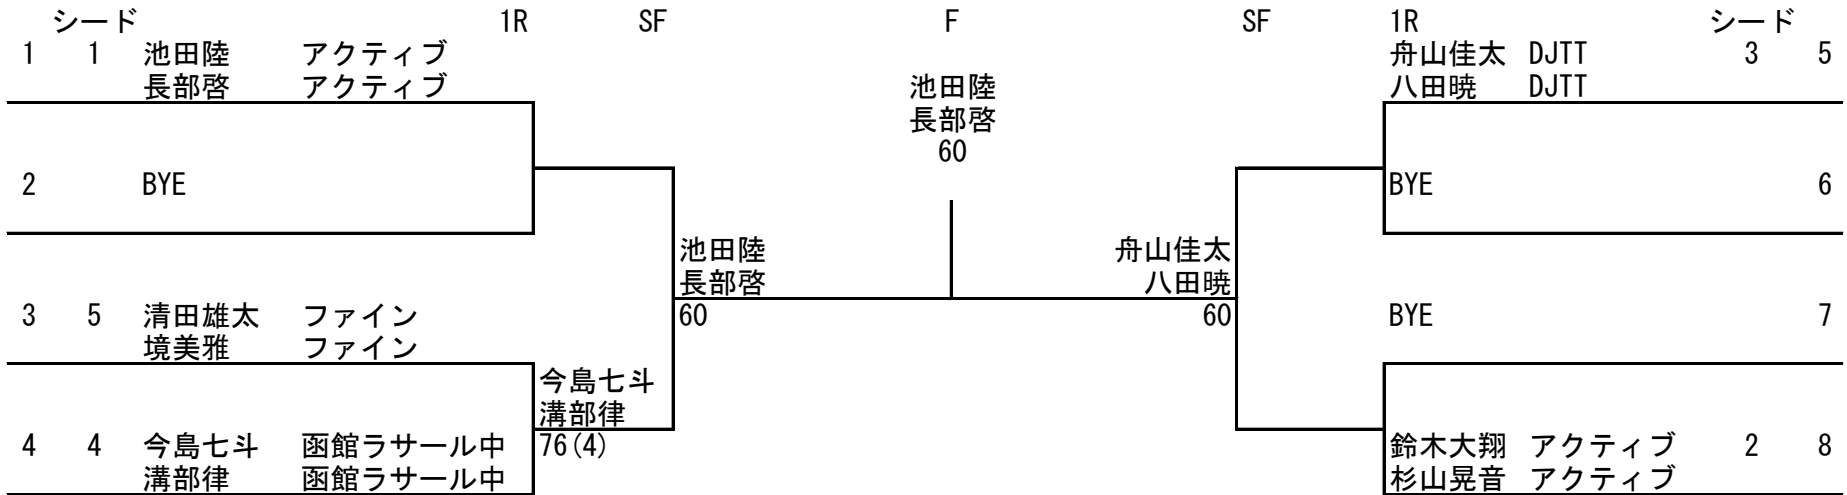 シード 1R SF F SF 1R シード
1 1 池田陸 アクティブ 舟山佳太 DJTT 3 5
長部啓 アクティブ 池田陸 八田暁 DJTT
長部啓
60
2 BYE BYE 6
池田陸 舟山佳太
長部啓 八田暁
3 5 清田雄太 ファイン 60 60 BYE 7
境美雅 ファイン
今島七斗
溝部律
4 4 今島七斗 函館ラサール中 76(4) 鈴木大翔 アクティブ 2 8
溝部律 函館ラサール中 杉山晃音 アクティブ